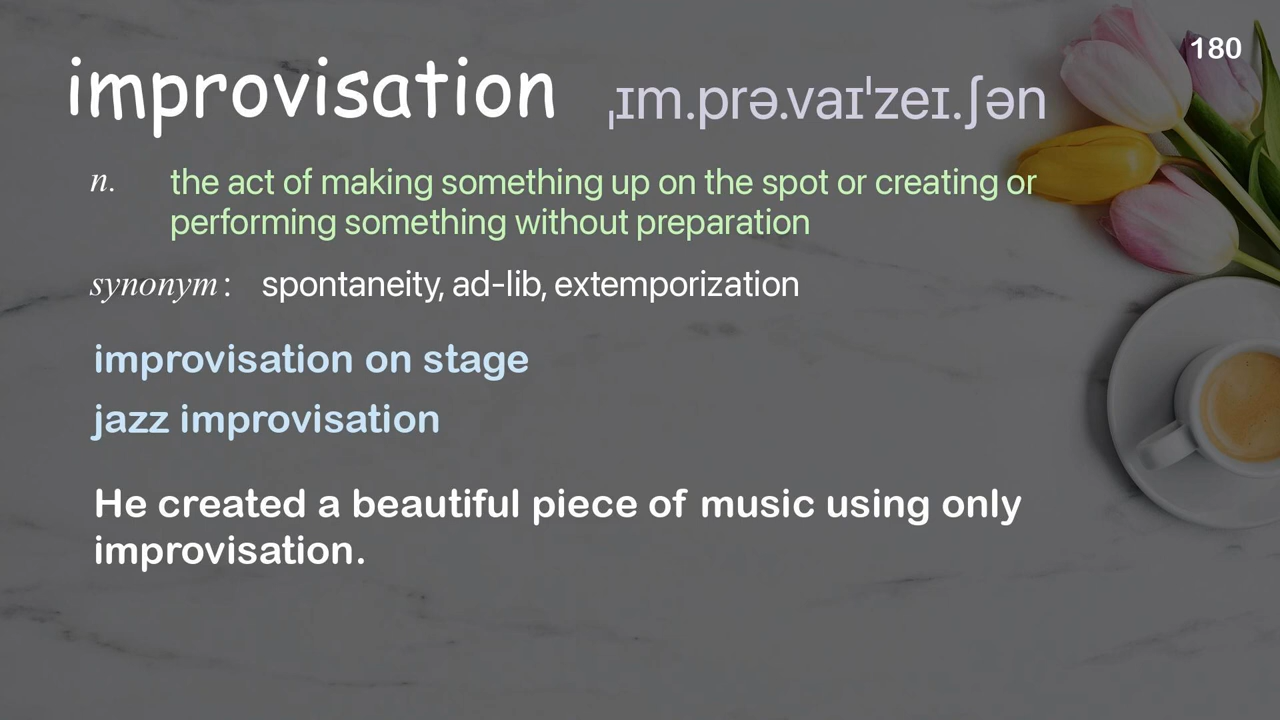 180
improvisation ˌɪm.prə.vaɪˈzeɪ.ʃən
n. the act of making something up on the spot or creating or
performing something without preparation
synonym: spontaneity, ad-lib, extemporization
improvisation on stage
jazz improvisation
He created a beautiful piece of music using only
improvisation.